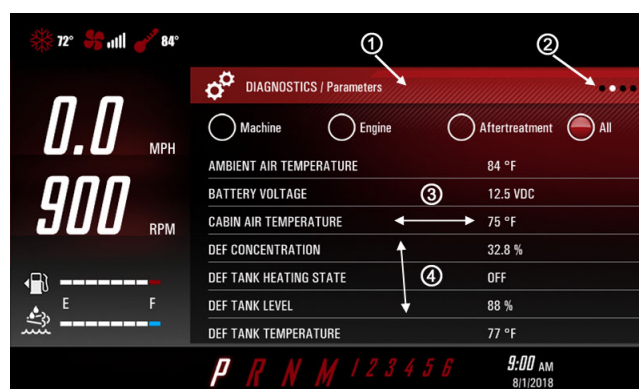 72° 84°
① ②
DIAGNOSTICS / Parameters
Machine Engine Aftertreatment All
0.0 MPH
900 RPM
AMBIENT AIR TEMPERATURE 84 °F
BATTERY VOLTAGE 12.5 VDC
③
CABIN AIR TEMPERATURE 75 °F
DEF CONCENTRATION 32.8 %
DEF TANK HEATING STATE OFF
④
DEF TANK LEVEL 88 %
DEF TANK TEMPERATURE 77 °F
E F
P R N M 1 2 3 4 5 6
9:00 AM
8/1/2018